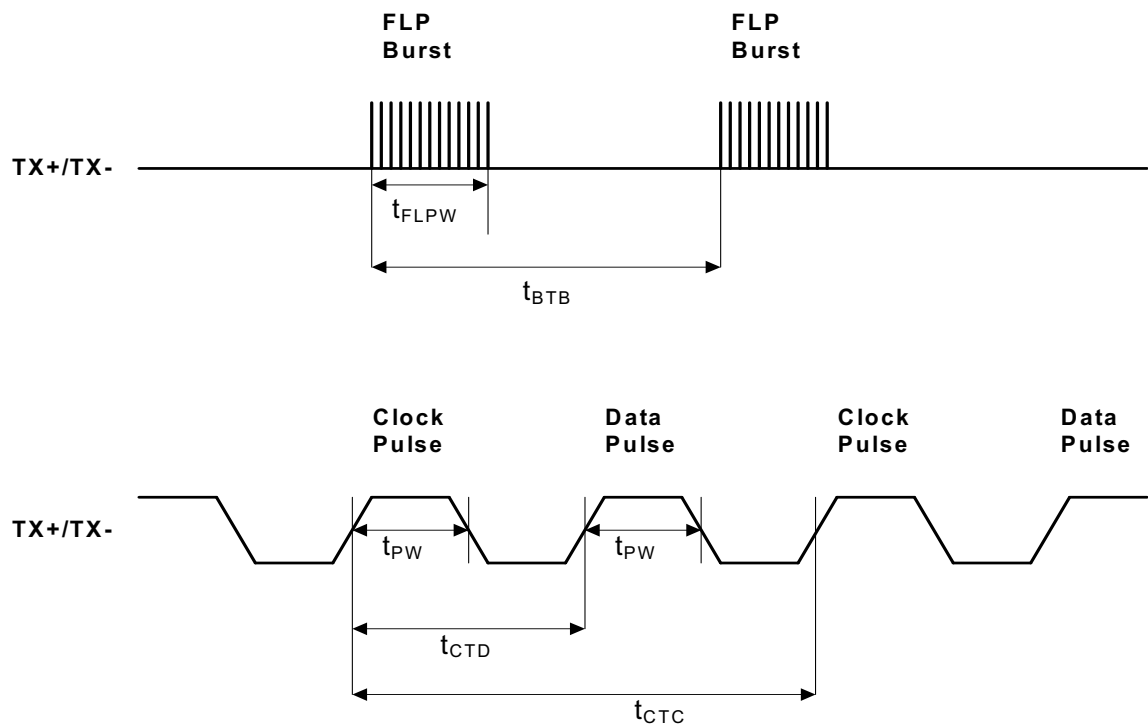 FLP
Burst
FLP
Burst
TX+/TX-
tFLPW
tBTB
Clock
Pulse
Data
Pulse
Clock
Pulse
Data
Pulse
TX+/TX-
tPW
tPW
tCTD
tCTC